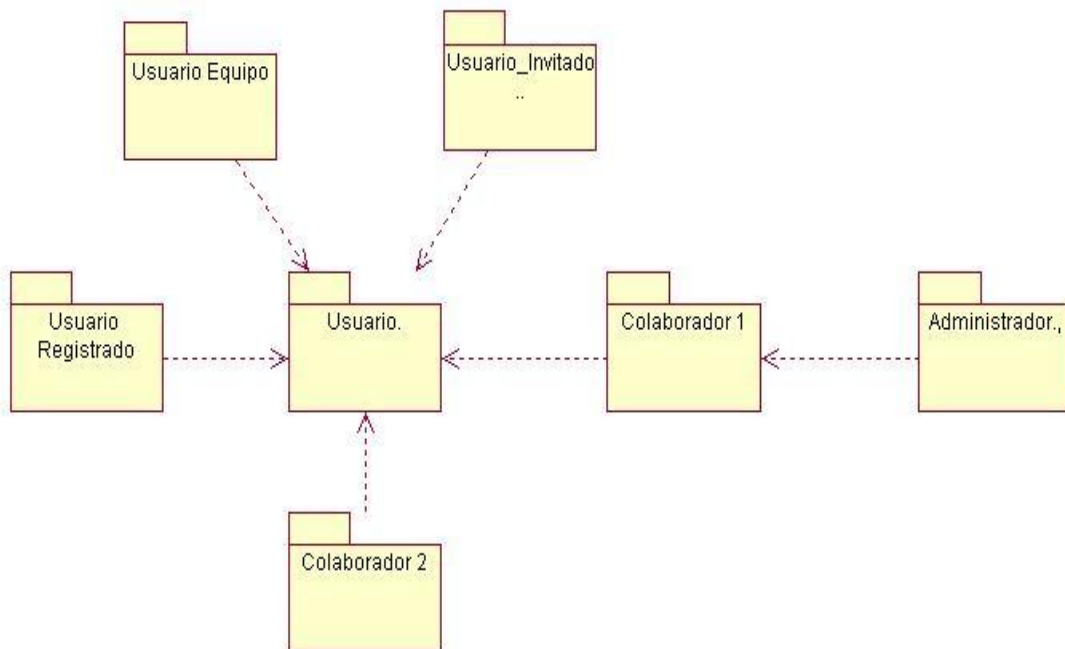 Usuario Equipo
Usuario_Invitado
..
Usuario
Registrado
Usuario.
Colaborador 1
Administrador.,
Colaborador 2